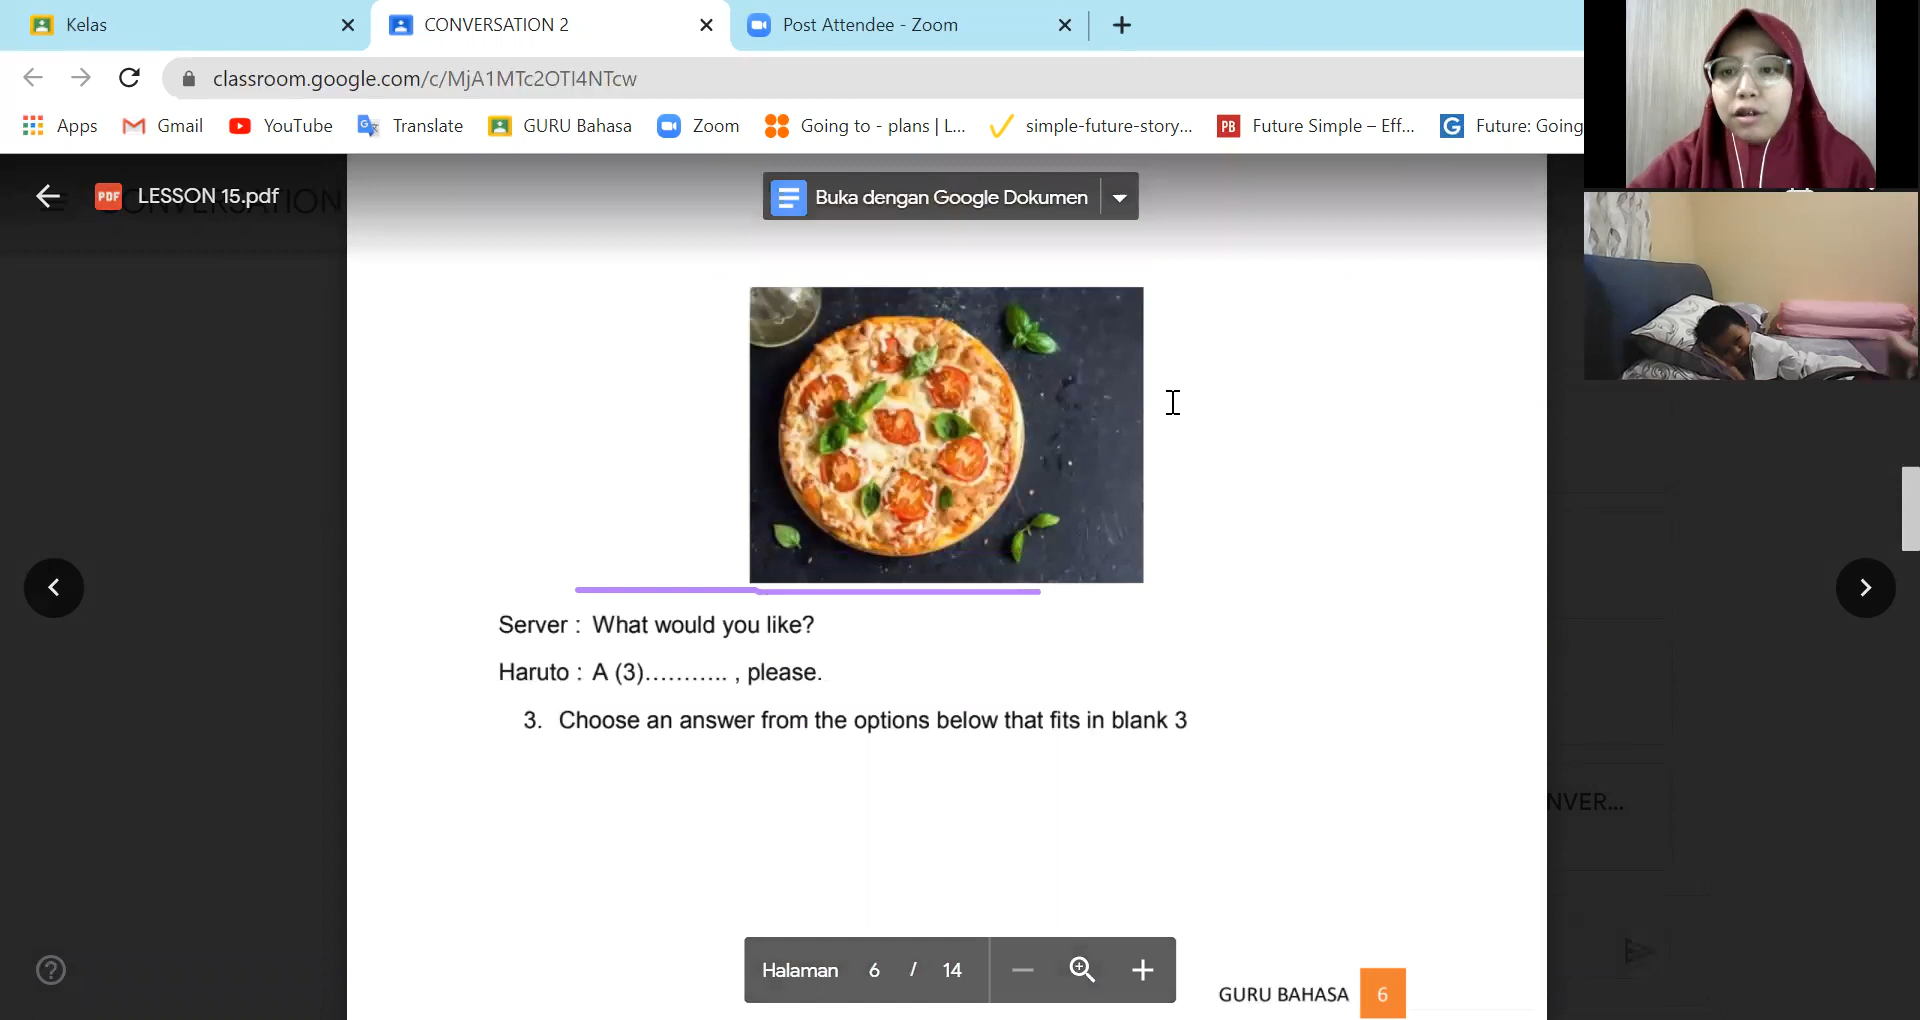 Kelas
CONVERSATION 2
Post Attendee - Zoom
classroom.google.com/c/MjA1MTc2OTI4NTcw
Apps
Gmail
YouTube
Translate
GURU Bahasa
Zoom
Going to - plans | L...
simple-future-story...
PB
Future Simple – Eff...
G
Future: Going
PDF
LESSON 15.pdf
CONVERSATION
Buka dengan Google Dokumen
Server : What would you like?
Haruto : A (3)……….. , please.
3. Choose an answer from the options below that fits in blank 3
NVER...
Halaman 6 / 14
GURU BAHASA 6